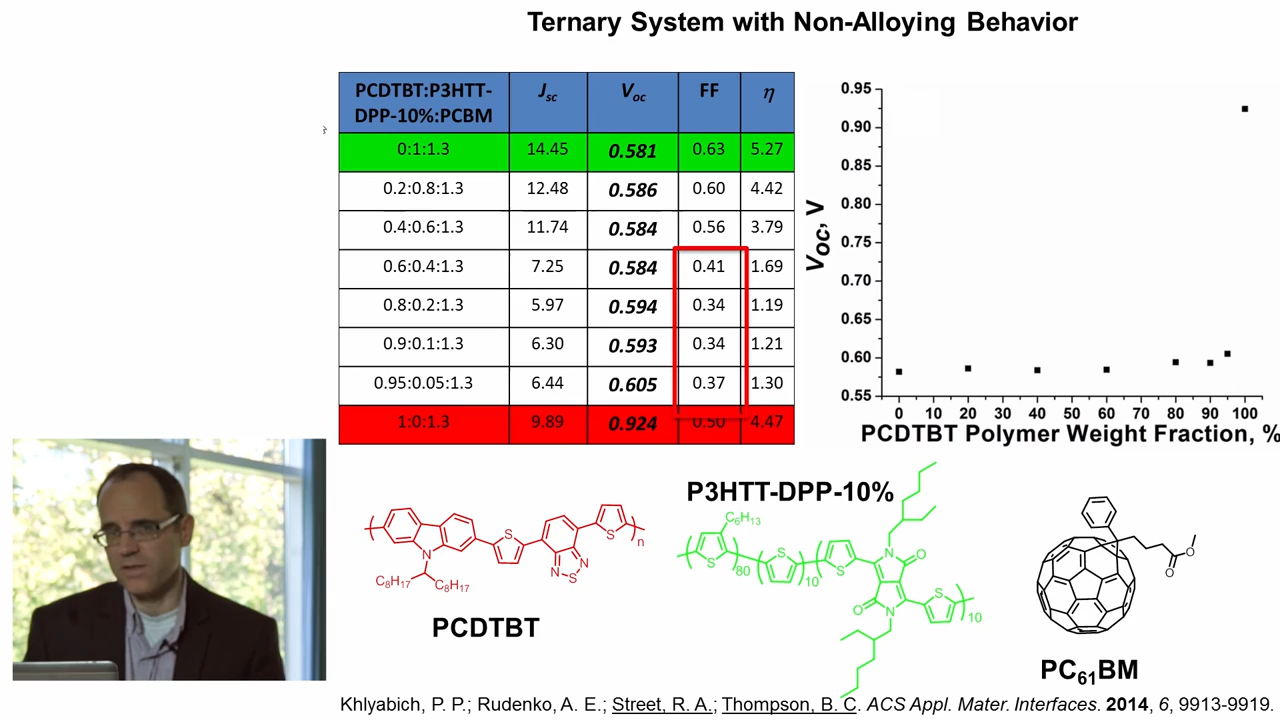 Ternary System with Non-Alloying Behavior
PCDTBT:P3HTT-DPP-10%:PCBM Jsc Voc FF η
0:1:1.3 14.45 0.581 0.63 5.27
0.2:0.8:1.3 12.48 0.586 0.60 4.42
0.4:0.6:1.3 11.74 0.584 0.56 3.79
0.6:0.4:1.3 7.25 0.584 0.41 1.69
0.8:0.2:1.3 5.97 0.594 0.34 1.19
0.9:0.1:1.3 6.30 0.593 0.34 1.21
0.95:0.05:1.3 6.44 0.605 0.37 1.30
1:0:1.3 9.89 0.924 0.50 4.47
0.95
0.90
0.85
0.80
0.75
0.70
0.65
0.60
0.55
VOC, V
0 10 20 30 40 50 60 70 80 90 100
PCDTBT Polymer Weight Fraction, %
N
C8H17
C8H17
S
N
S
N
S
n
PCDTBT
P3HTT-DPP-10%
C6H13
S
80
S
10
S
N
O
O
N
S
10
O
O
PC61BM
Khlyabich, P. P.; Rudenko, A. E.; Street, R. A.; Thompson, B. C. ACS Appl. Mater. Interfaces. 2014, 6, 9913-9919.